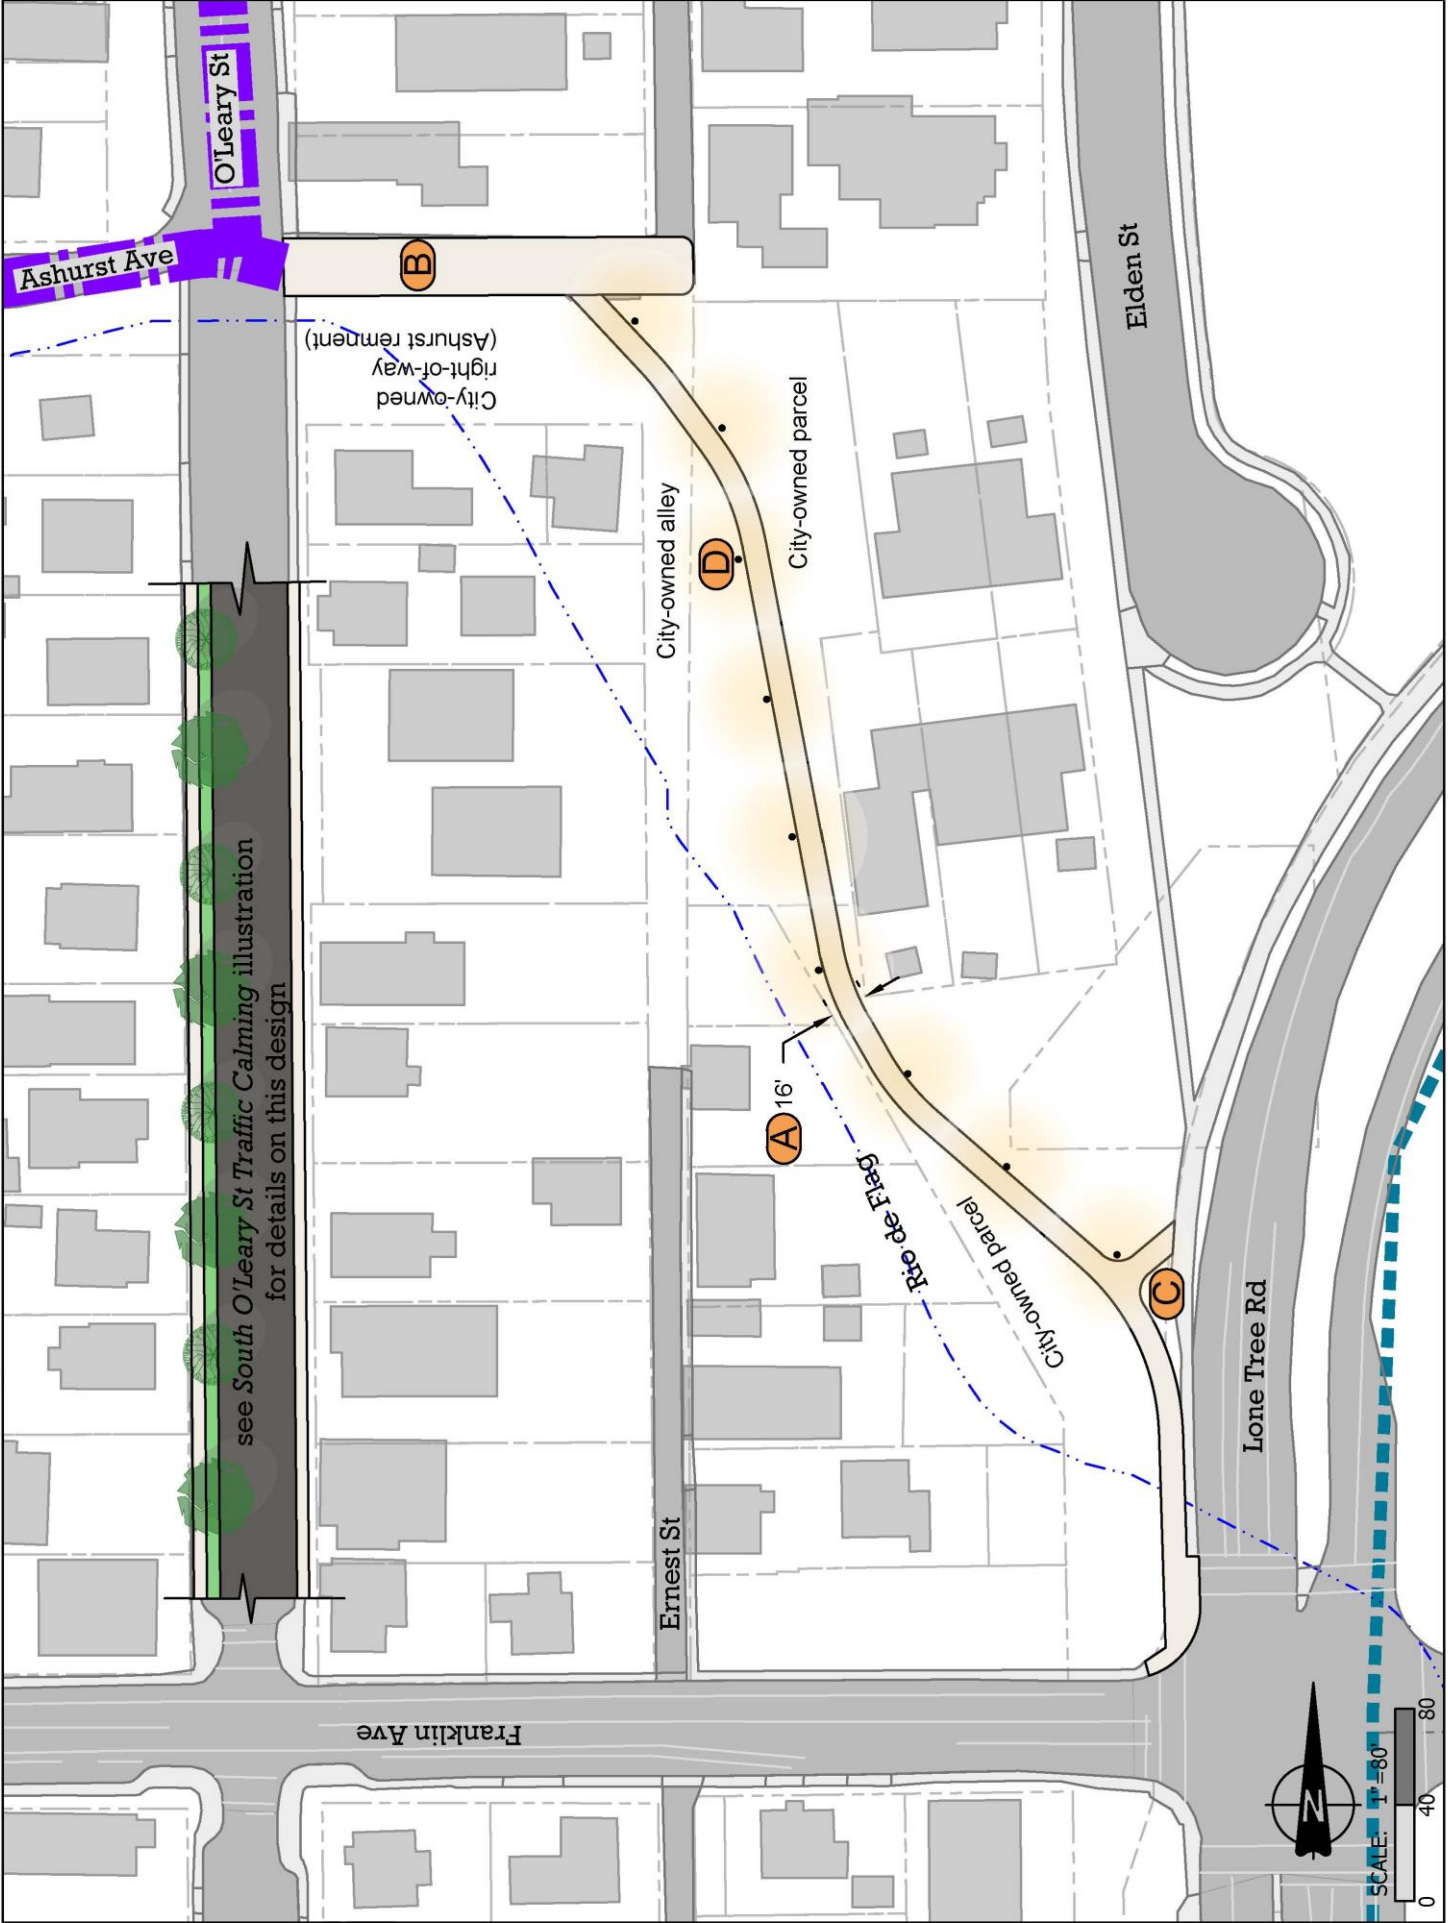 O'Leary St
Ashurst Ave
B
City-owned
right-of-way
(Ashurst remnent)
Elden St
City-owned alley
City-owned parcel
D
see South O'Leary St Traffic Calming illustration
for details on this design
A
16'
Rio de Flag
City-owned parcel
C
Lone Tree Rd
Ernest St
Franklin Ave
N
SCALE: 1"=80'
0
40
80